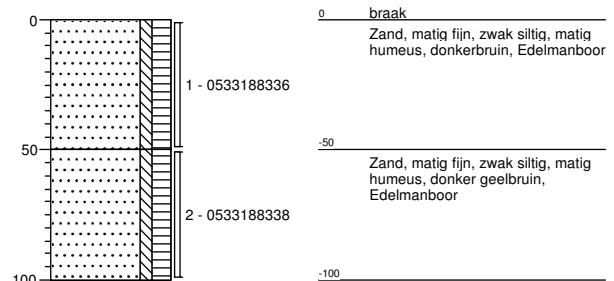 0
1 - 0533188336
50
2 - 0533188338
100
0 braak
Zand, matig fijn, zwak siltig, matig
humeus, donkerbruin, Edelmanboor
-50
Zand, matig fijn, zwak siltig, matig
humeus, donker geelbruin,
Edelmanboor
-100